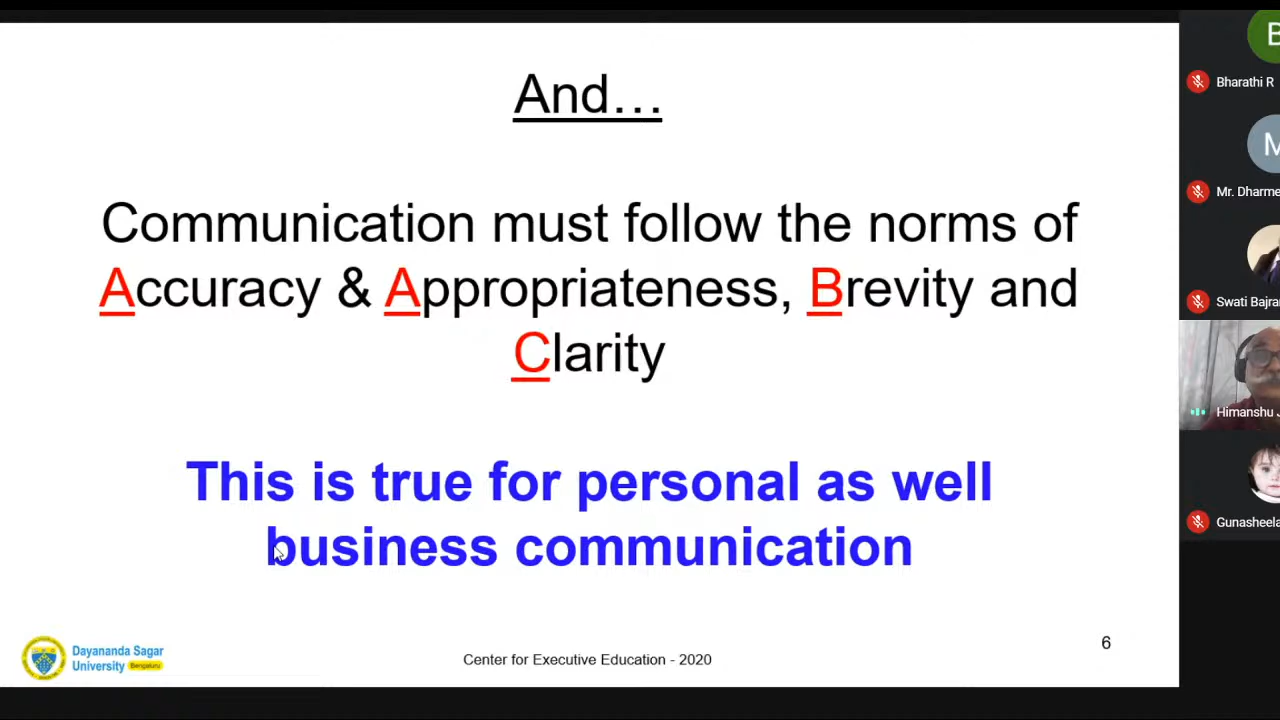 And…
Communication must follow the norms of
Accuracy & Appropriateness, Brevity and
Clarity
This is true for personal as well
business communication
Dayananda Sagar
University Bengaluru
Center for Executive Education - 2020
6
B
Bharathi R
M
Mr. Dharme
Swati Bajra
Himanshu J
Gunasheela